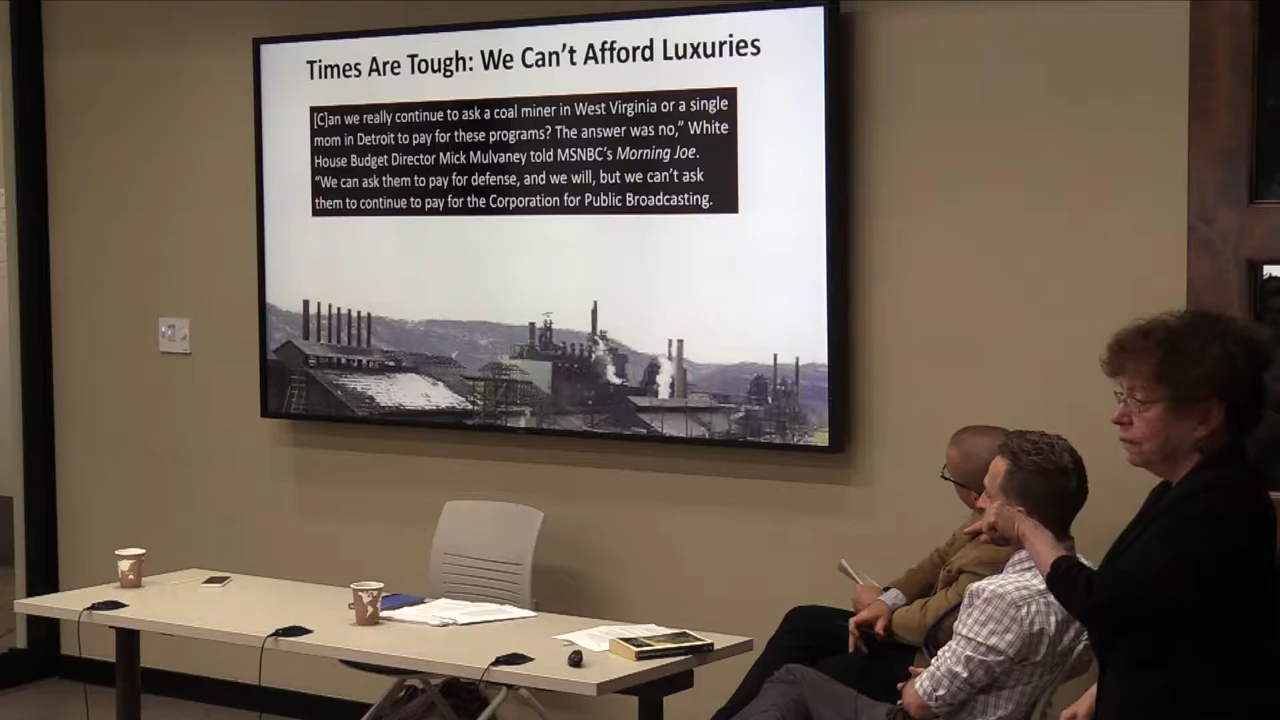 Times Are Tough: We Can't Afford Luxuries
[C]an we really continue to ask a coal miner in West Virginia or a single
mom in Detroit to pay for these programs? The answer was no,” White
House Budget Director Mick Mulvaney told MSNBC’s Morning Joe.
“We can ask them to pay for defense, and we will, but we can’t ask
them to continue to pay for the Corporation for Public Broadcasting.